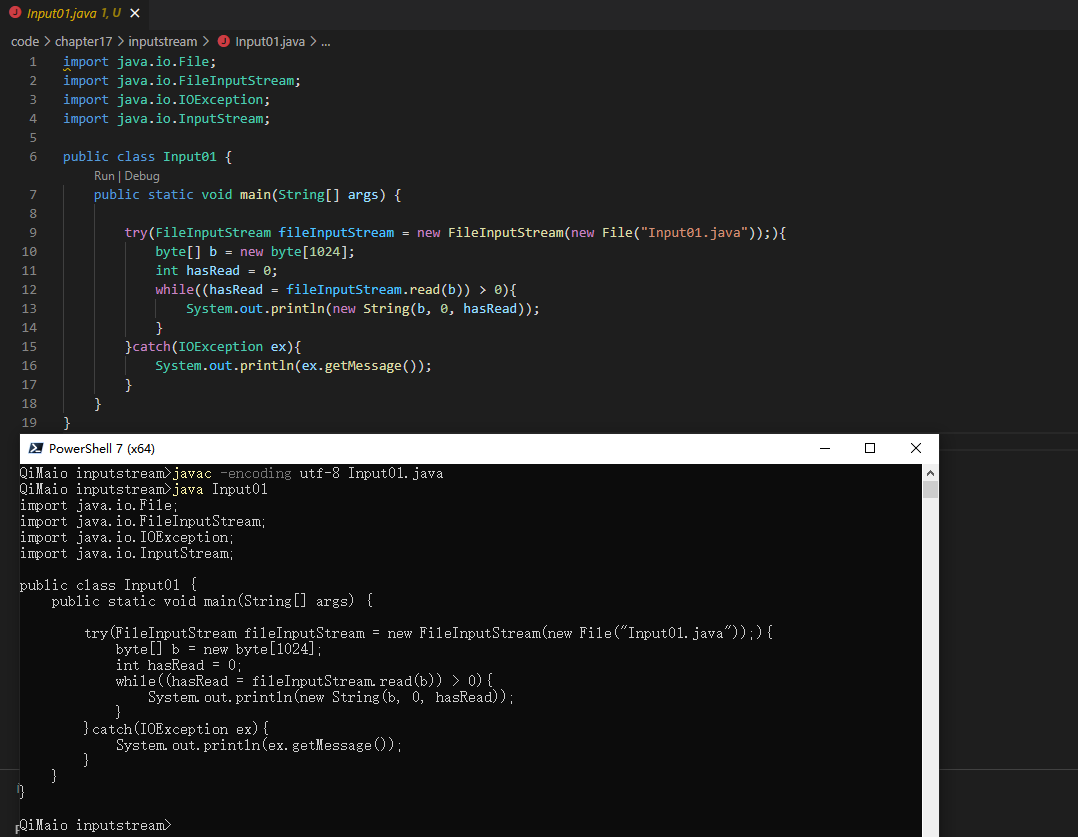 Input01.java 1, U
code > chapter17 > inputstream > Input01.java > ...
1 import java.io.File;
2 import java.io.FileInputStream;
3 import java.io.IOException;
4 import java.io.InputStream;
5
6 public class Input01 {
Run | Debug
7 public static void main(String[] args) {
8
9 try(FileInputStream fileInputStream = new FileInputStream(new File("Input01.java"));){
10 byte[] b = new byte[1024];
11 int hasRead = 0;
12 while((hasRead = fileInputStream.read(b)) > 0){
13 System.out.println(new String(b, 0, hasRead));
14 }
15 }catch(IOException ex){
16 System.out.println(ex.getMessage());
17 }
18 }
19 }
PowerShell 7 (x64)
QiMaio inputstream>javac -encoding utf-8 Input01.java
QiMaio inputstream>java Input01
import java.io.File;
import java.io.FileInputStream;
import java.io.IOException;
import java.io.InputStream;
public class Input01 {
public static void main(String[] args) {
try(FileInputStream fileInputStream = new FileInputStream(new File("Input01.java"));){
byte[] b = new byte[1024];
int hasRead = 0;
while((hasRead = fileInputStream.read(b)) > 0){
System.out.println(new String(b, 0, hasRead));
}
}catch(IOException ex){
System.out.println(ex.getMessage());
}
}
}
QiMaio inputstream>